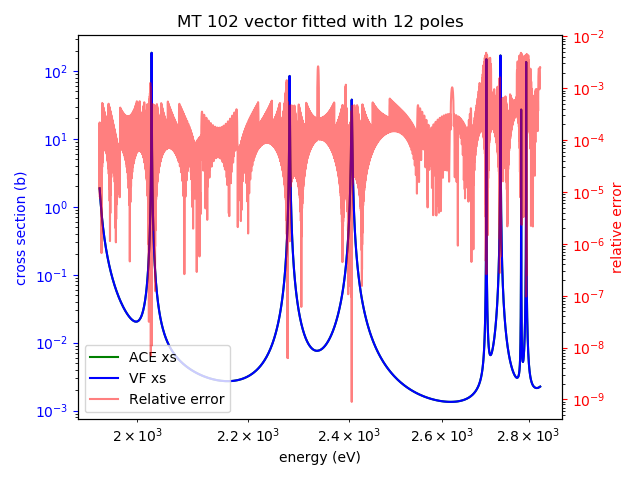 MT 102 vector fitted with 12 poles
cross section (b)
10²
10¹
10⁰
10⁻¹
10⁻²
10⁻³
ACE xs
VF xs
Relative error
10⁻²
10⁻³
10⁻⁴
10⁻⁵
10⁻⁶
10⁻⁷
10⁻⁸
10⁻⁹
relative error
2 × 10³ 2.2 × 10³ 2.4 × 10³ 2.6 × 10³ 2.8 × 10³
energy (eV)